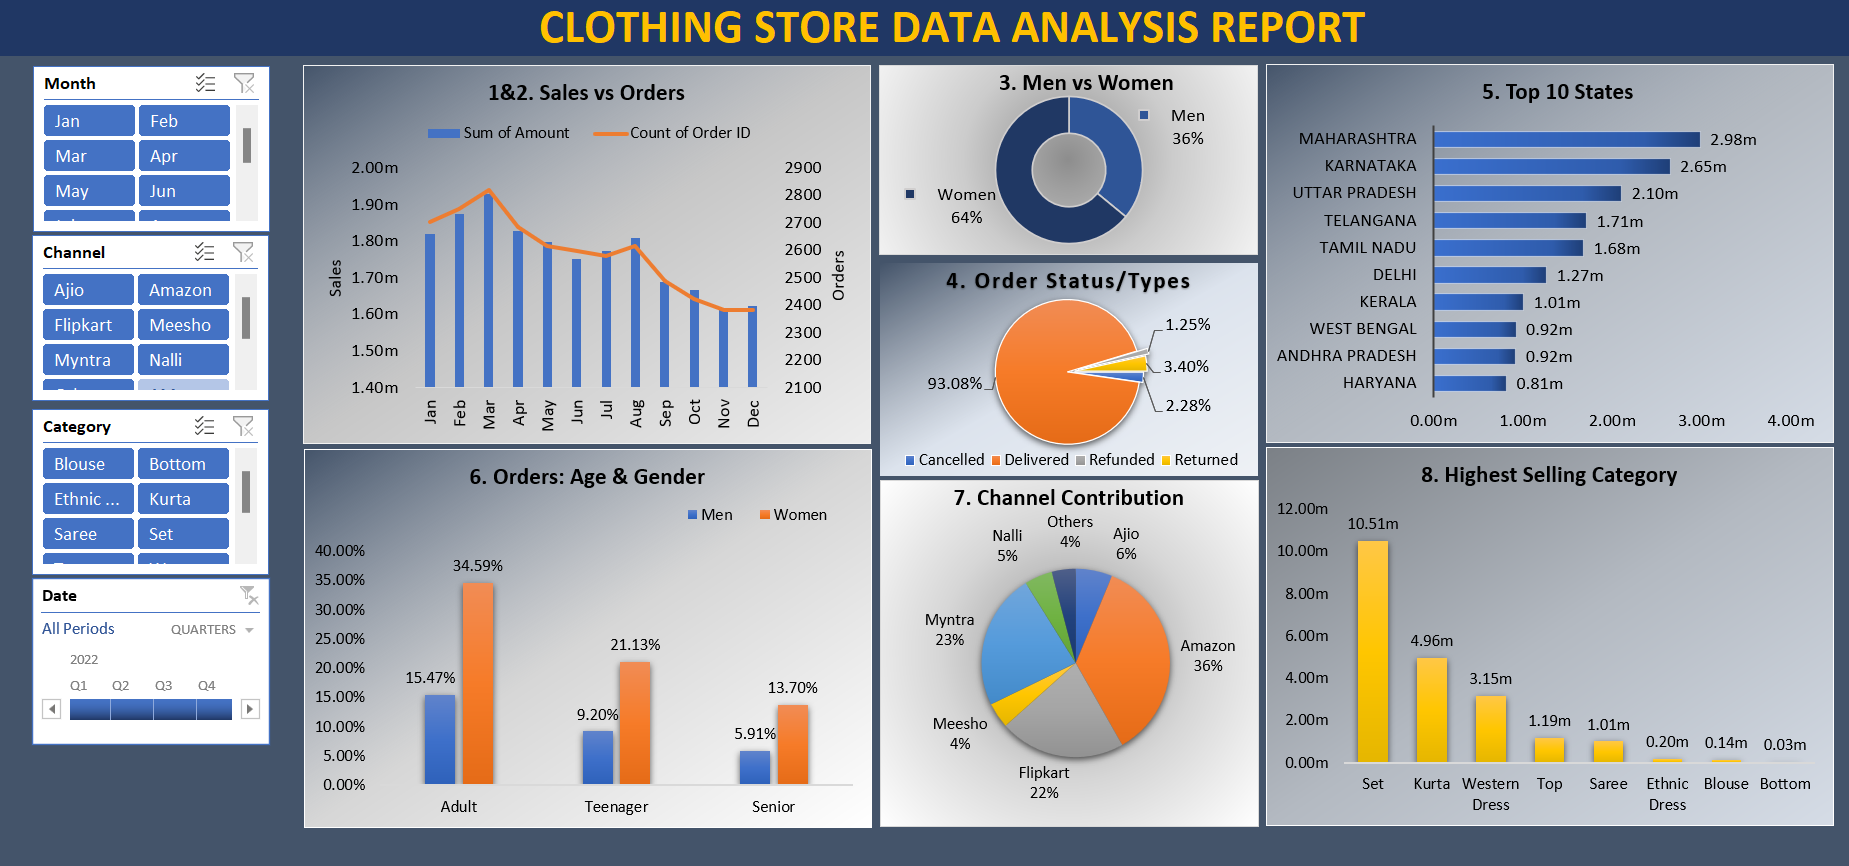 CLOTHING STORE DATA ANALYSIS REPORT
Month
Jan Feb
Mar Apr
May Jun
Channel
Ajio Amazon
Flipkart Meesho
Myntra Nalli
Category
Blouse Bottom
Ethnic ... Kurta
Saree Set
Date
All Periods QUARTERS
2022
Q1 Q2 Q3 Q4
1&2. Sales vs Orders
Sum of Amount Count of Order ID
2.00m 2900
1.90m 2800
1.80m 2700
1.70m 2600
1.60m 2500
1.50m 2400
1.40m 2300
2200
2100
Sales
Orders
Jan Feb Mar Apr May Jun Jul Aug Sep Oct Nov Dec
3. Men vs Women
Men
36%
Women
64%
4. Order Status/Types
1.25%
3.40%
93.08%
2.28%
Cancelled Delivered Refunded Returned
5. Top 10 States
MAHARASHTRA 2.98m
KARNATAKA 2.65m
UTTAR PRADESH 2.10m
TELANGANA 1.71m
TAMIL NADU 1.68m
DELHI 1.27m
KERALA 1.01m
WEST BENGAL 0.92m
ANDHRA PRADESH 0.92m
HARYANA 0.81m
0.00m 1.00m 2.00m 3.00m 4.00m
6. Orders: Age & Gender
Men Women
40.00%
35.00%
30.00%
25.00%
20.00%
15.00%
10.00%
5.00%
0.00%
15.47% 34.59%
9.20% 21.13%
5.91% 13.70%
Adult Teenager Senior
7. Channel Contribution
Others
4%
Nalli
5%
Ajio
6%
Myntra
23%
Amazon
36%
Meesho
4%
Flipkart
22%
8. Highest Selling Category
12.00m
10.00m
8.00m
6.00m
4.00m
2.00m
0.00m
10.51m 4.96m 3.15m 1.19m 1.01m 0.20m 0.14m 0.03m
Set Kurta Western Top Saree Ethnic Blouse Bottom
Dress Dress